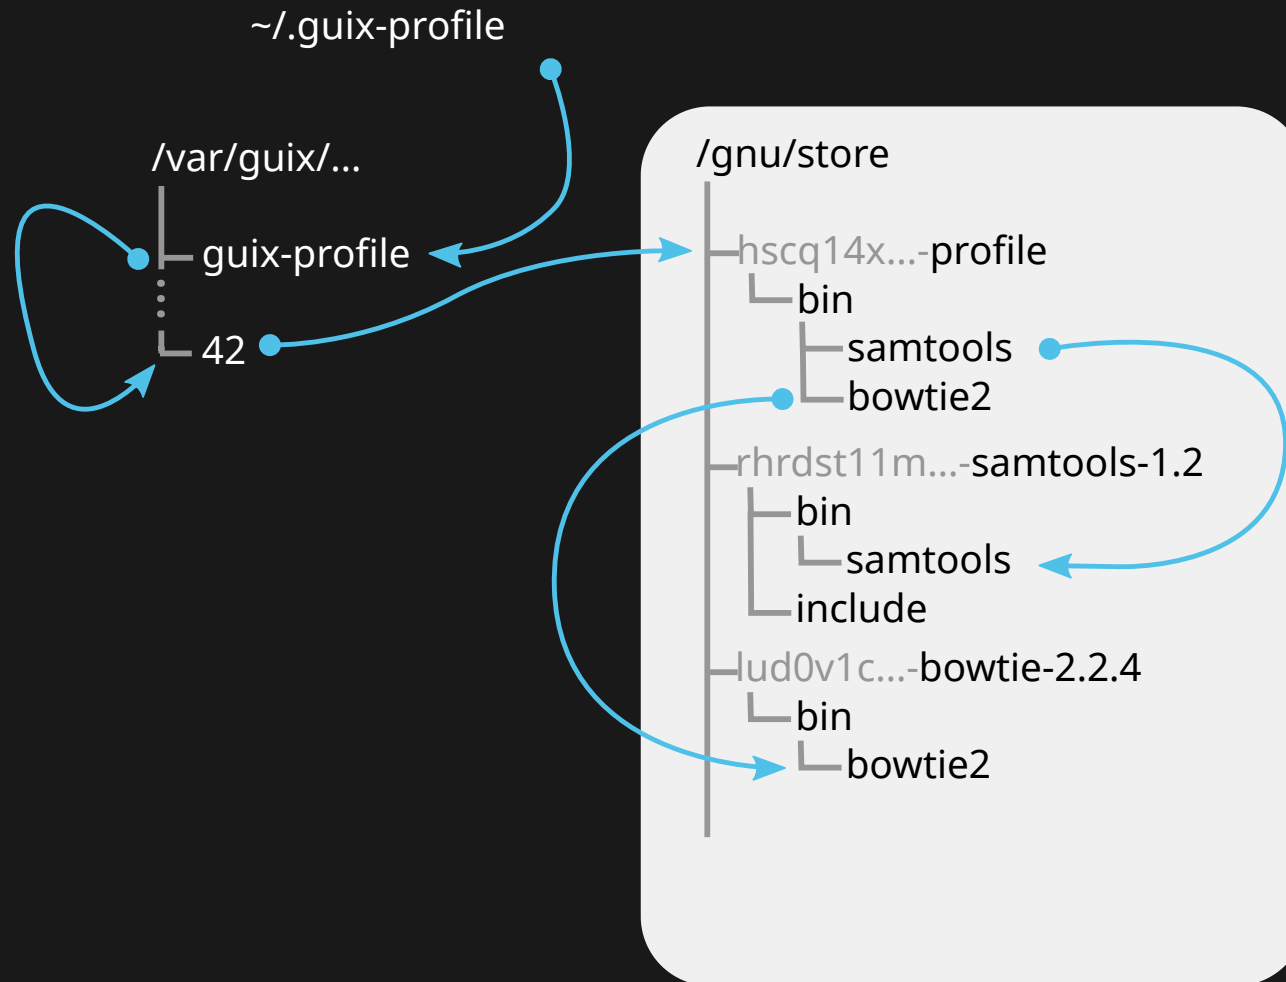 ~/.guix-profile
/var/guix/...
guix-profile
42
/gnu/store
hscq14x...-profile
bin
samtools
bowtie2
rhrdst11m...-samtools-1.2
bin
samtools
include
lud0v1c...-bowtie-2.2.4
bin
bowtie2